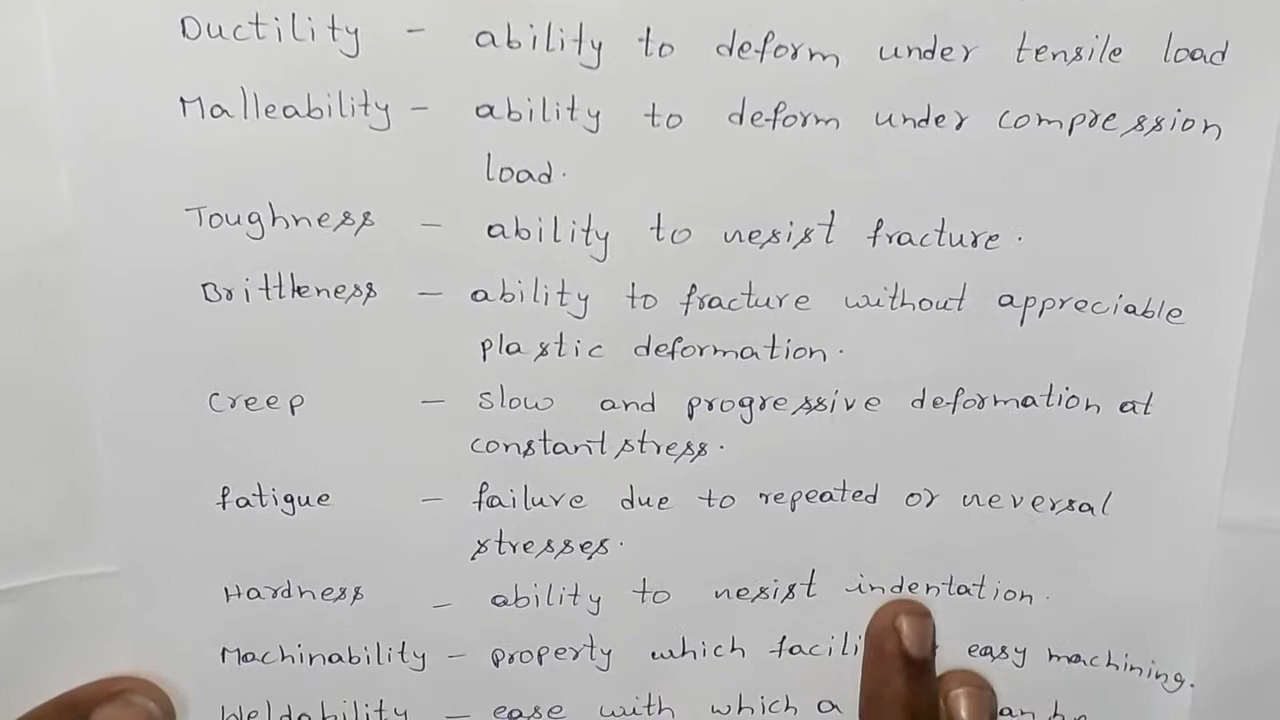 Ductility - ability to deform under tensile load
Malleability - ability to deform under compression
load.
Toughness - ability to resist fracture.
Brittleness - ability to fracture without appreciable
plastic deformation.
Creep - slow and progressive deformation at
constant stress.
fatigue - failure due to repeated or reversal
stresses.
Hardness - ability to resist indentation.
Machinability - property which easy machining.
Weldability - ease with which a